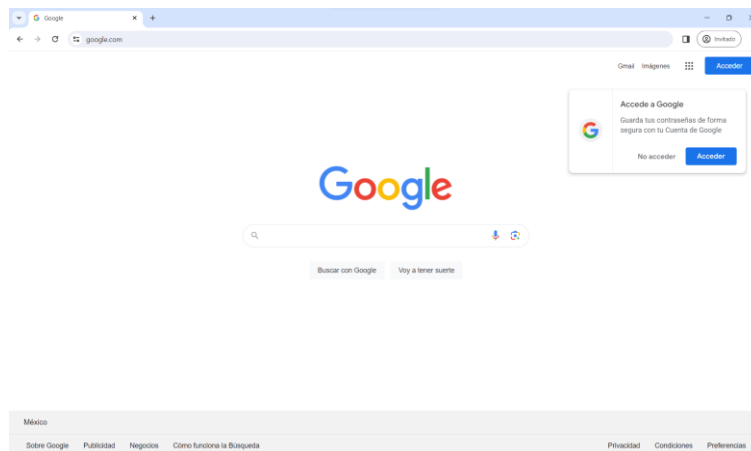 Google
google.com
Invitado
Gmail Imágenes Acceder
Accede a Google
Guarda tus contraseñas de forma
segura con tu Cuenta de Google
No acceder Acceder
Google
Buscar con Google Voy a tener suerte
México
Sobre Google Publicidad Negocios Cómo funciona la Búsqueda Privacidad Condiciones Preferencias